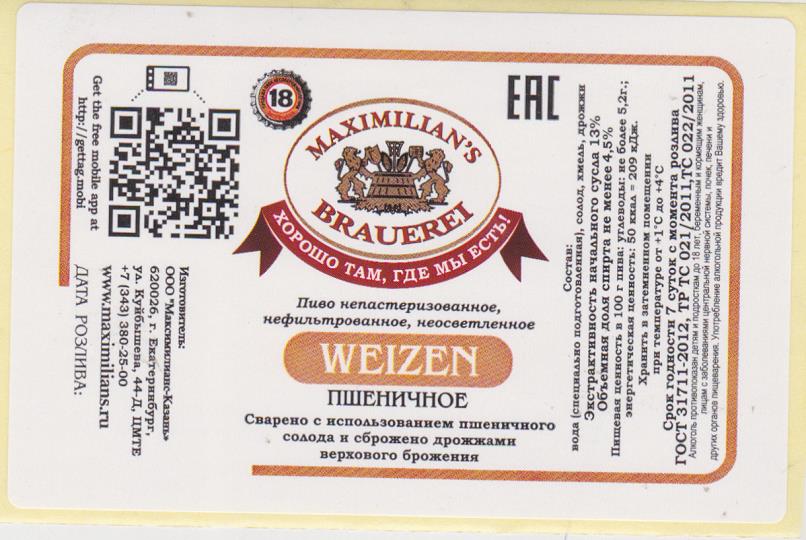 Get the free mobile app at
http://gettag.mobi
Изготовитель:
ООО "Максимилианс-Казань"
620026, г. Екатеринбург,
ул. Куйбышева, 44-Д, ЦМТЕ
+7 (343) 380-25-00
www.maximilians.ru
ДАТА РОЗЛИВА:
18
MAXIMILIAN'S
BRAUEREI
ХОРОШО ТАМ, ГДЕ МЫ ЕСТЬ!
Пиво непастеризованное,
нефильтрованное, неосветленное
WEIZEN
ПШЕНИЧНОЕ
Сварено с использованием пшеничного
солода и сброжено дрожжами
верхового брожения
EAC
Состав:
вода (специально подготовленная), солод, хмель, дрожжи
Экстрактивность начального сусла 13%
Объемная доля спирта не менее 4,5%
Пищевая ценность в 100 г пива: углеводы: не более 5,2г.;
энергетическая ценность: 50 ккал = 209 кДж.
Хранить в затемненном помещении
при температуре от +1°С до +4°С
Срок годности 7 суток с момента розлива
ГОСТ 31711-2012, ТР ТС 021/2011,ТС 022/2011
Алкоголь противопоказан детям и подросткам до 18 лет, беременным и кормящим женщинам,
лицам с заболеваниями центральной нервной системы, почек, печени и
других органов пищеварения. Употребление алкогольной продукции вредит Вашему здоровью.